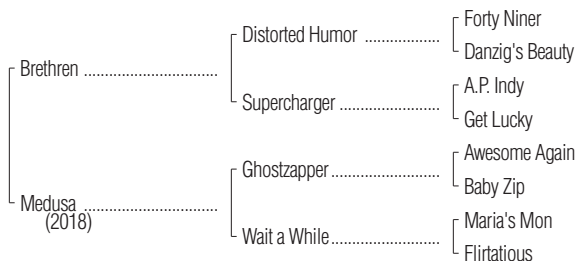 Forty Niner
Distorted Humor ..................
Danzig's Beauty
Brethren ................................
A.P. Indy
Supercharger ........................
Get Lucky
Awesome Again
Ghostzapper..........................
Baby Zip
Medusa ................................
(2018)
Maria's Mon
Wait a While..........................
Flirtatious